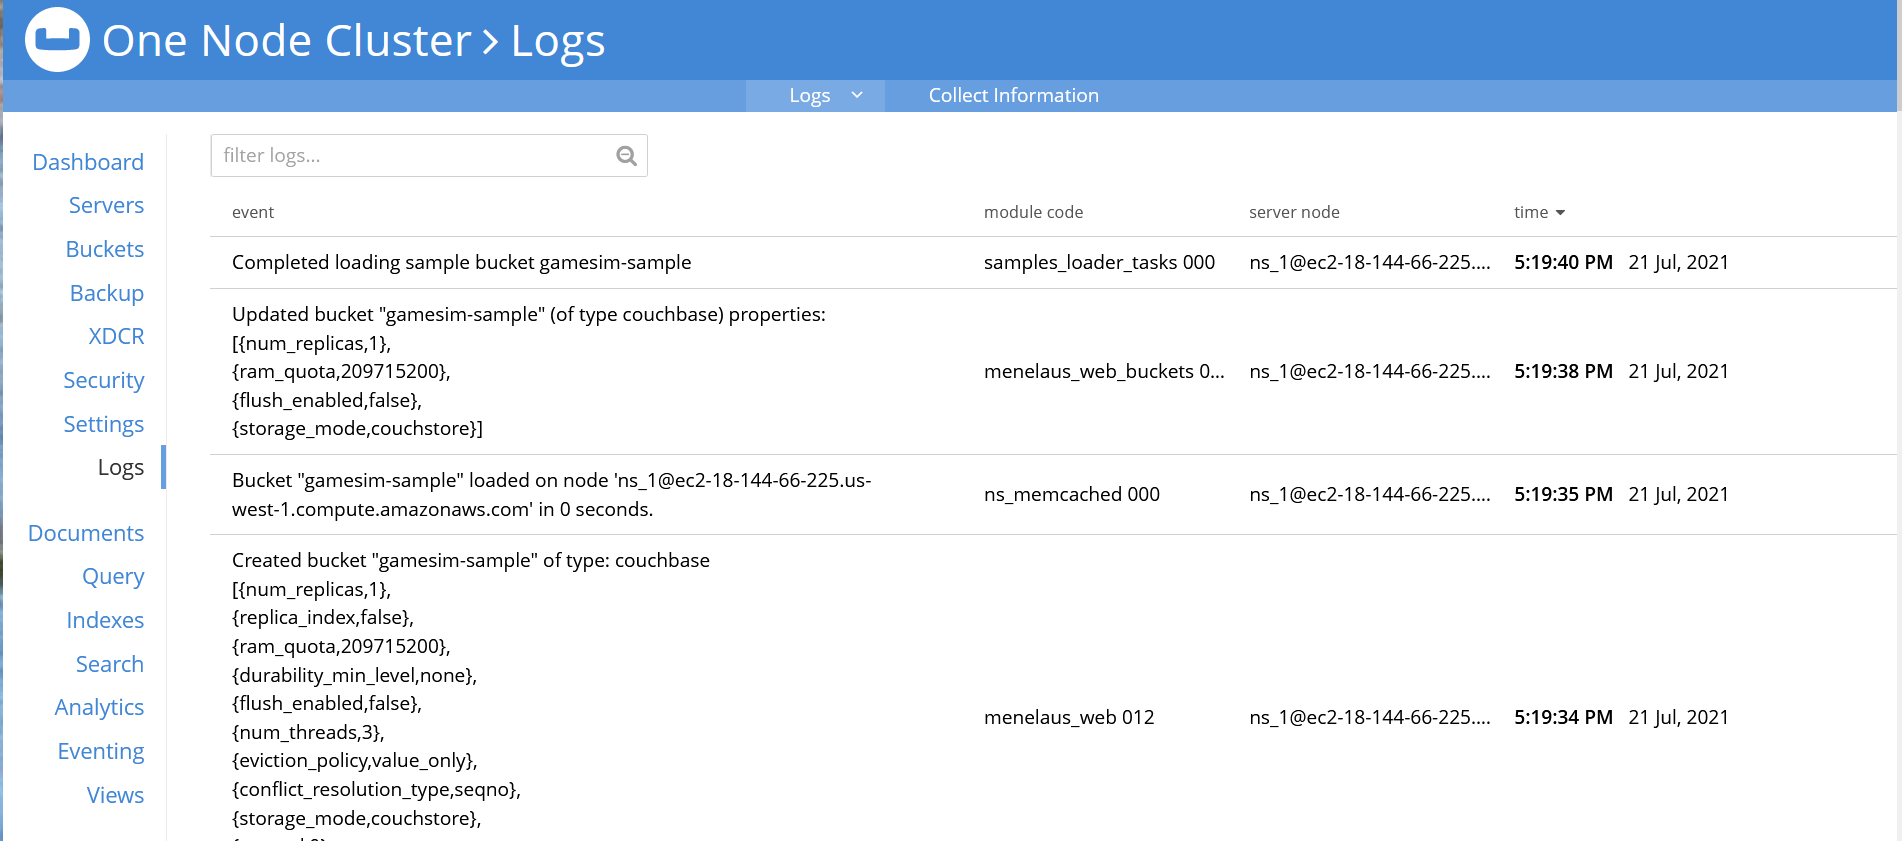 One Node Cluster > Logs
Logs
Collect Information
Dashboard
Servers
Buckets
Backup
XDCR
Security
Settings
Logs
Documents
Query
Indexes
Search
Analytics
Eventing
Views
filter logs...
event module code server node time
Completed loading sample bucket gamesim-sample samples_loader_tasks 000 ns_1@ec2-18-144-66-225.... 5:19:40 PM 21 Jul, 2021
Updated bucket "gamesim-sample" (of type couchbase) properties:
[{num_replicas,1},
{ram_quota,209715200},
{flush_enabled,false},
{storage_mode,couchstore}]
menelaus_web_buckets 0... ns_1@ec2-18-144-66-225.... 5:19:38 PM 21 Jul, 2021
Bucket "gamesim-sample" loaded on node 'ns_1@ec2-18-144-66-225.us-
west-1.compute.amazonaws.com' in 0 seconds.
ns_memcached 000 ns_1@ec2-18-144-66-225.... 5:19:35 PM 21 Jul, 2021
Created bucket "gamesim-sample" of type: couchbase
[{num_replicas,1},
{replica_index,false},
{ram_quota,209715200},
{durability_min_level,none},
{flush_enabled,false},
{num_threads,3},
{eviction_policy,value_only},
{conflict_resolution_type,seqno},
{storage_mode,couchstore},
menelaus_web 012 ns_1@ec2-18-144-66-225.... 5:19:34 PM 21 Jul, 2021